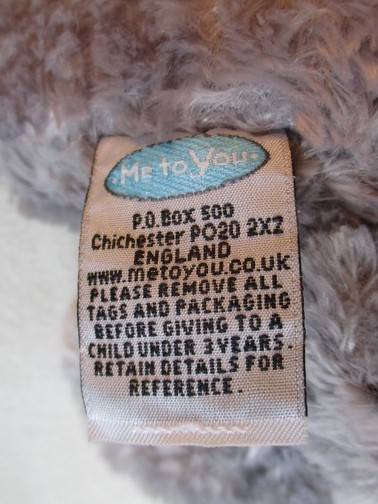 Me to You
P.O.Box 500
Chichester PO20 2XZ
ENGLAND
www.metoyou.co.uk
PLEASE REMOVE ALL
TAGS AND PACKAGING
BEFORE GIVING TO A
CHILD UNDER 3 YEARS.
RETAIN DETAILS FOR
REFERENCE.